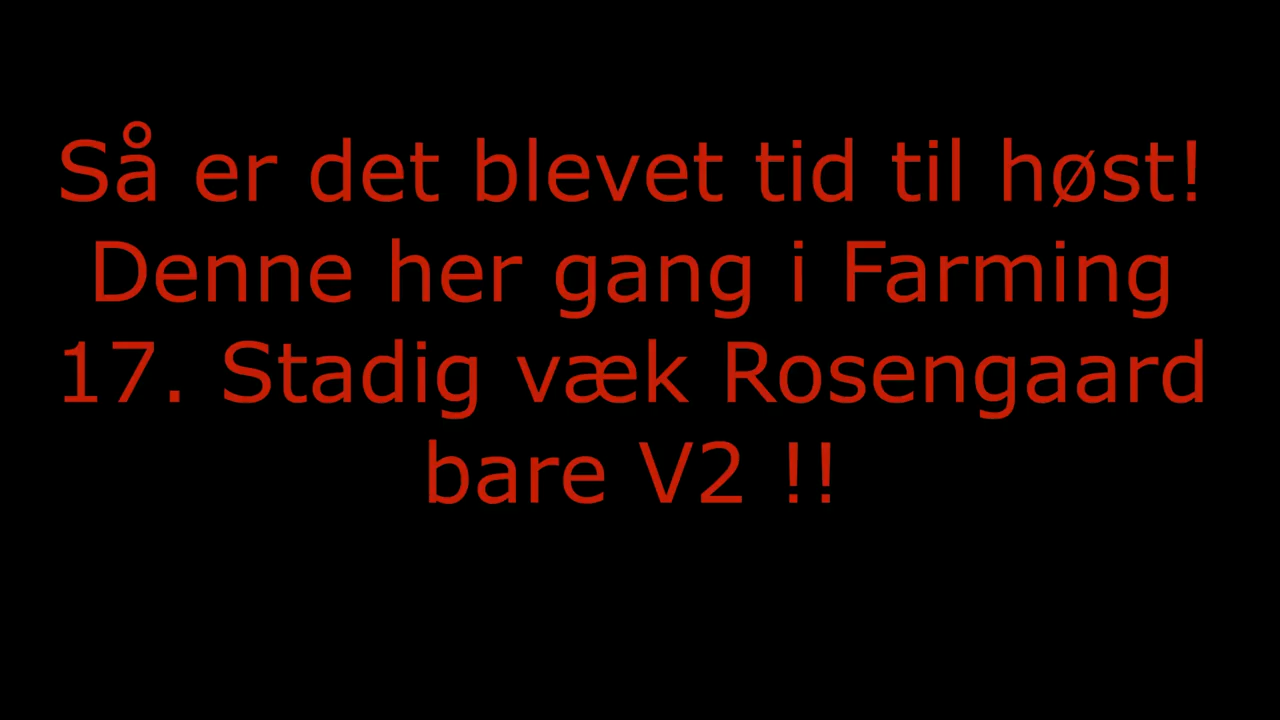 Så er det blevet tid til høst!
Denne her gang i Farming
17. Stadig væk Rosengaard
bare V2 !!